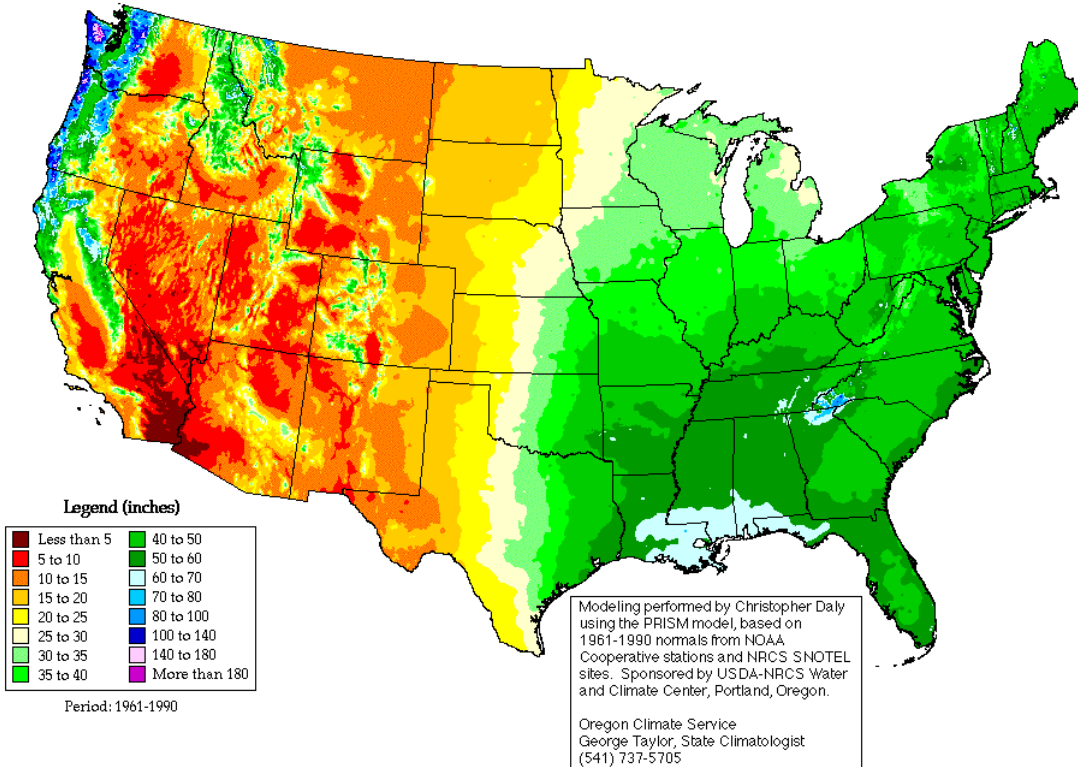 Legend (inches)
Less than 5
5 to 10
10 to 15
15 to 20
20 to 25
25 to 30
30 to 35
35 to 40
40 to 50
50 to 60
60 to 70
70 to 80
80 to 100
100 to 140
140 to 180
More than 180
Period: 1961-1990
Modeling performed by Christopher Daly
using the PRISM model, based on
1961-1990 normals from NOAA
Cooperative stations and NRCS SNOTEL
sites. Sponsored by USDA-NRCS Water
and Climate Center, Portland, Oregon.
Oregon Climate Service
George Taylor, State Climatologist
(541) 737-5705